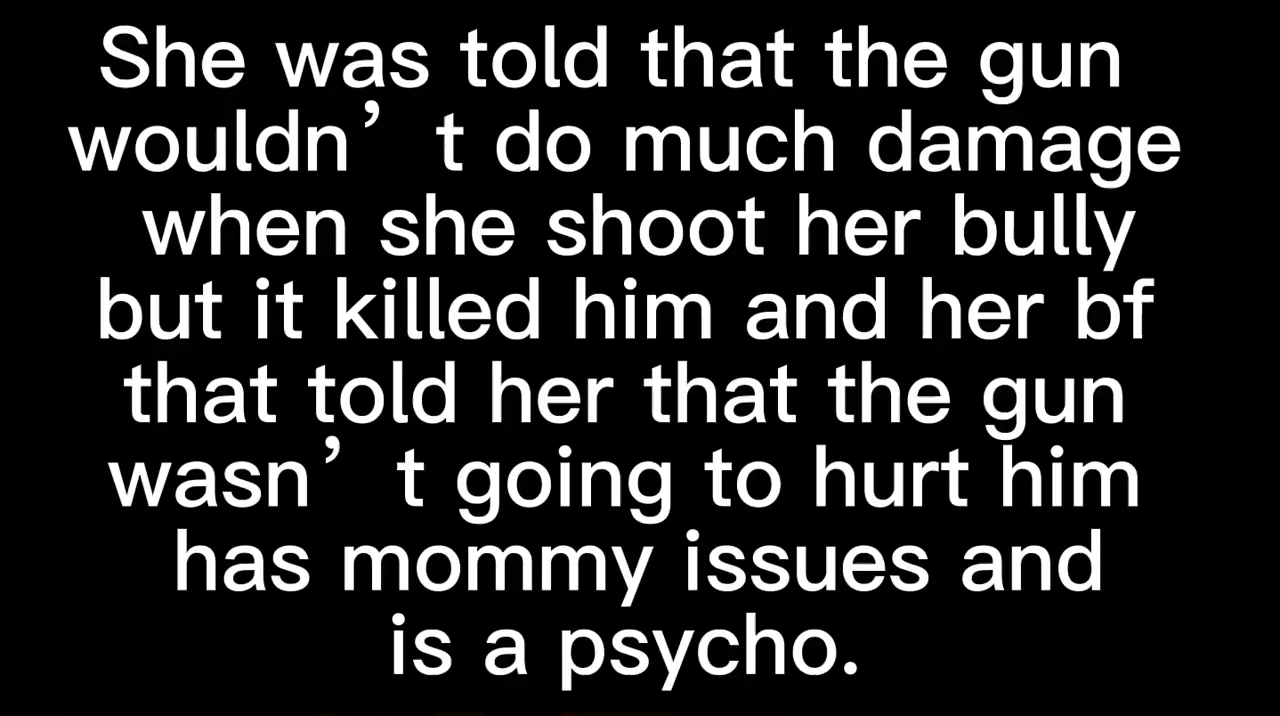 She was told that the gun
wouldn’t do much damage
when she shoot her bully
but it killed him and her bf
that told her that the gun
wasn’t going to hurt him
has mommy issues and
is a psycho.